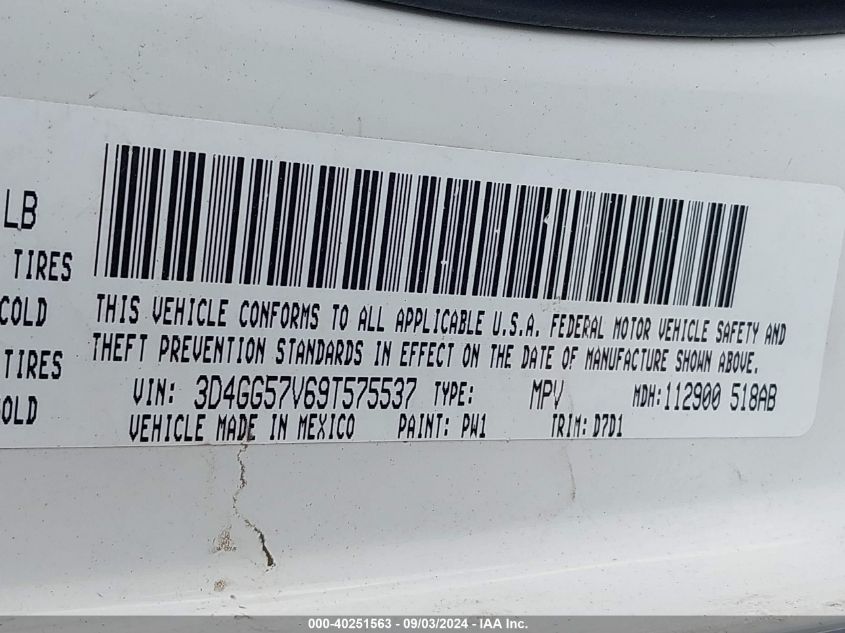 LB
TIRES
COLD
TIRES
COLD
THIS VEHICLE CONFORMS TO ALL APPLICABLE U.S.A. FEDERAL MOTOR VEHICLE SAFETY AND
THEFT PREVENTION STANDARDS IN EFFECT ON THE DATE OF MANUFACTURE SHOWN ABOVE.
VIN: 3D4GG57V69T575537 TYPE: MPV MDH:112900 518AB
VEHICLE MADE IN MEXICO PAINT: PW1 TRIM: D7D1
000-40251563 - 09/03/2024 - IAA Inc.